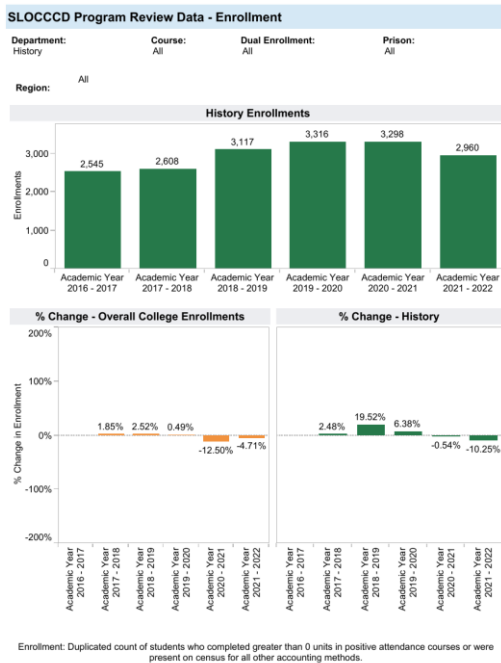 SLOCCCD Program Review Data - Enrollment
Department: Course: Dual Enrollment: Prison:
History All All All
All
Region:
History Enrollments
Enrollments
3,000
2,000
1,000
0
2,545
2,608
3,117
3,316
3,298
2,960
Academic Year
2016 - 2017
Academic Year
2017 - 2018
Academic Year
2018 - 2019
Academic Year
2019 - 2020
Academic Year
2020 - 2021
Academic Year
2021 - 2022
% Change - Overall College Enrollments
% Change in Enrollment
200%
100%
0%
-100%
-200%
1.85%
2.52%
0.49%
-12.50%
-4.71%
Academic Year
2016 - 2017
Academic Year
2017 - 2018
Academic Year
2018 - 2019
Academic Year
2019 - 2020
Academic Year
2020 - 2021
Academic Year
2021 - 2022
% Change - History
2.48%
19.52%
6.38%
-0.54%
-10.25%
Academic Year
2016 - 2017
Academic Year
2017 - 2018
Academic Year
2018 - 2019
Academic Year
2019 - 2020
Academic Year
2020 - 2021
Academic Year
2021 - 2022
Enrollment: Duplicated count of students who completed greater than 0 units in positive attendance courses or were
present on census for all other accounting methods.